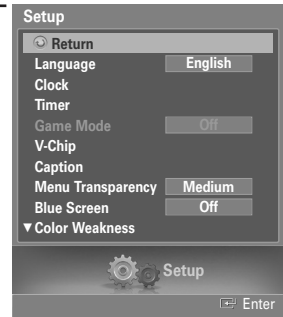 Setup
Return
Language English
Clock
Timer
Game Mode Off
V-Chip
Caption
Menu Transparency Medium
Blue Screen Off
▼Color Weakness
Setup
Enter